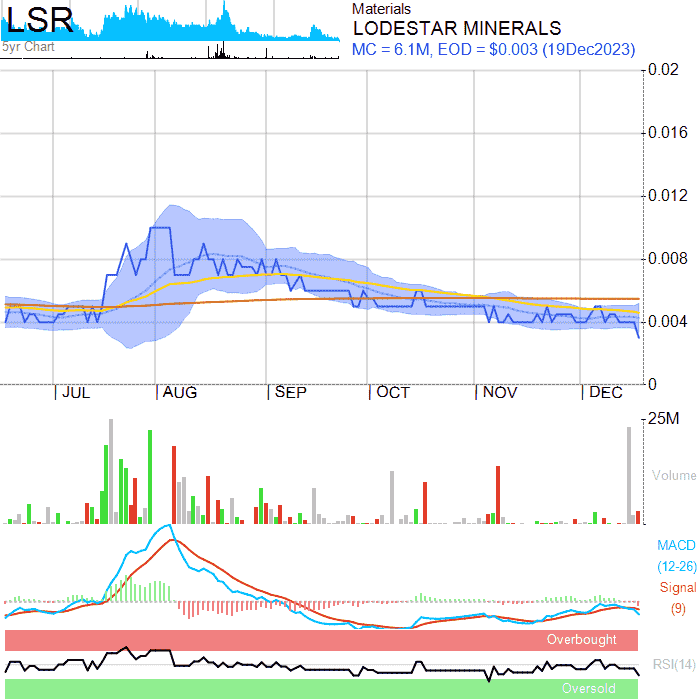 LSR
5yr Chart
Materials
LODESTAR MINERALS
MC = 6.1M, EOD = $0.003 (19Dec2023)
0.02
0.016
0.012
0.008
0.004
0
JUL AUG SEP OCT NOV DEC
25M
Volume
MACD
(12-26)
Signal
(9)
Overbought
RSI(14)
Oversold